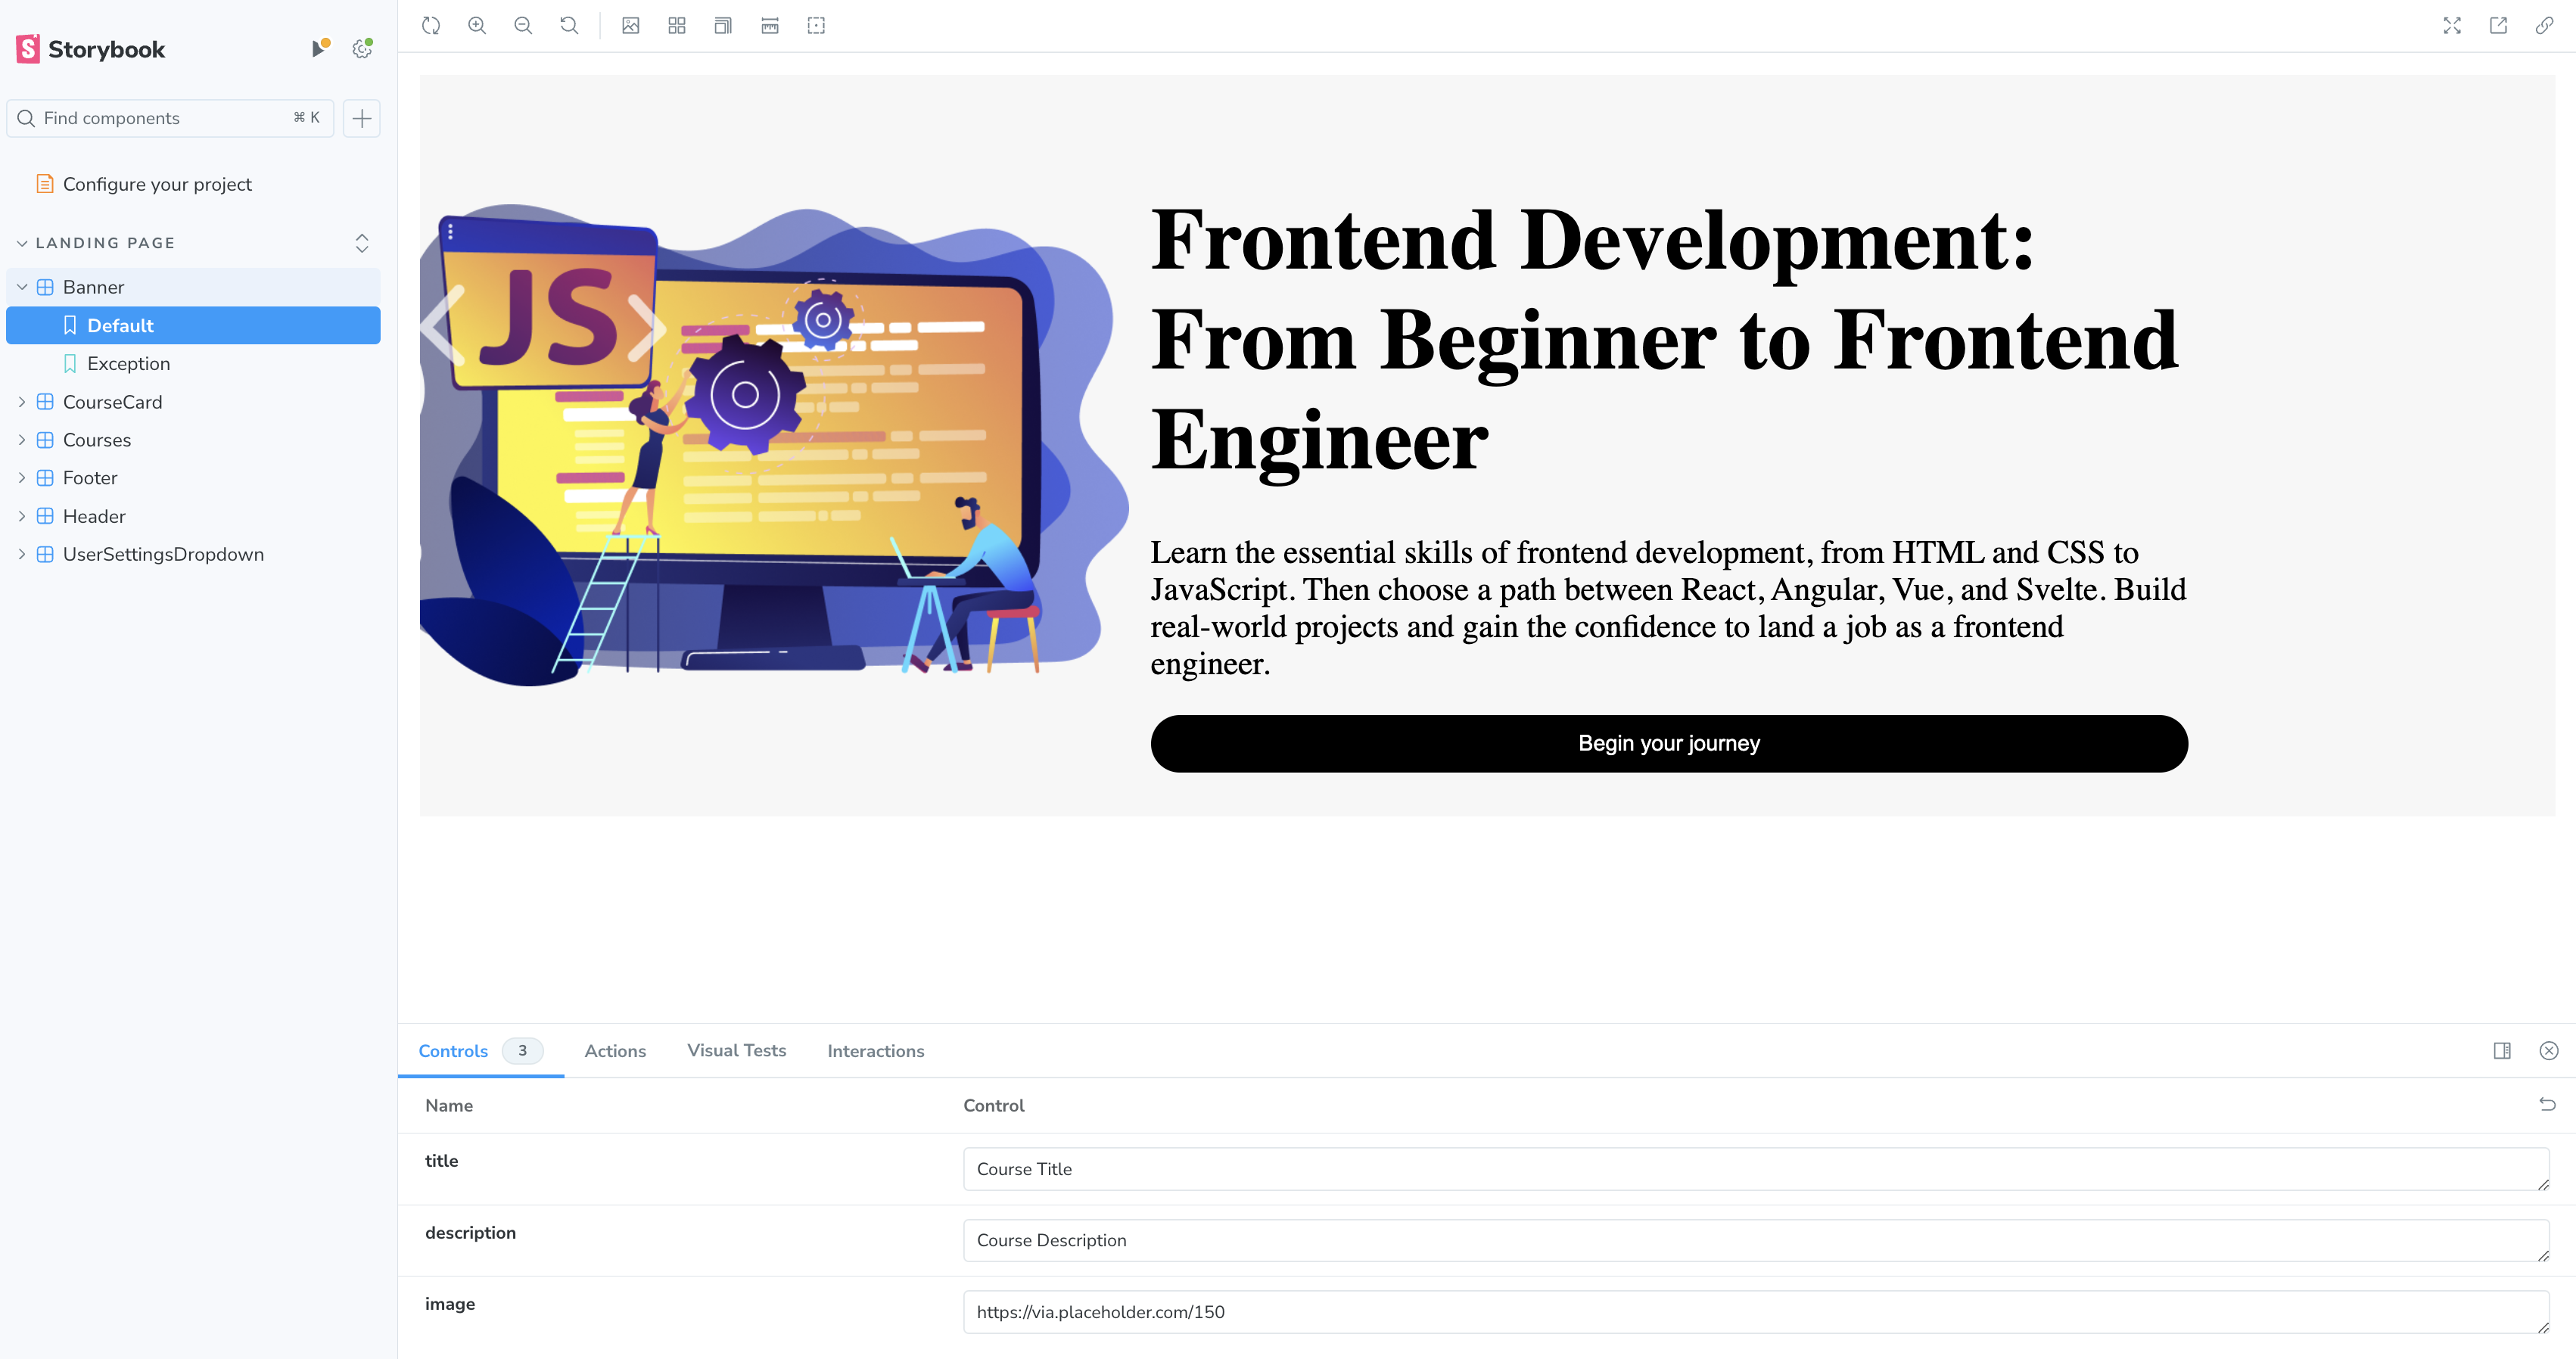 Storybook
Find components
⌘ K
Configure your project
LANDING PAGE
Banner
Default
Exception
CourseCard
Courses
Footer
Header
UserSettingsDropdown
JS
Frontend Development:
From Beginner to Frontend
Engineer
Learn the essential skills of frontend development, from HTML and CSS to
JavaScript. Then choose a path between React, Angular, Vue, and Svelte. Build
real-world projects and gain the confidence to land a job as a frontend
engineer.
Begin your journey
Controls 3 Actions Visual Tests Interactions
Name Control
title Course Title
description Course Description
image https://via.placeholder.com/150